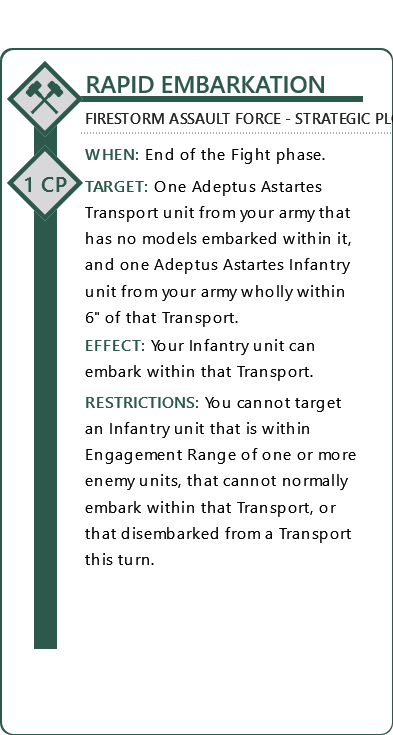 RAPID EMBARKATION
FIRESTORM ASSAULT FORCE - STRATEGIC
1 CP
WHEN: End of the Fight phase.
TARGET: One Adeptus Astartes
Transport unit from your army that
has no models embarked within it,
and one Adeptus Astartes Infantry
unit from your army wholly within
6" of that Transport.
EFFECT: Your Infantry unit can
embark within that Transport.
RESTRICTIONS: You cannot target
an Infantry unit that is within
Engagement Range of one or more
enemy units, that cannot normally
embark within that Transport, or
that disembarked from a Transport
this turn.